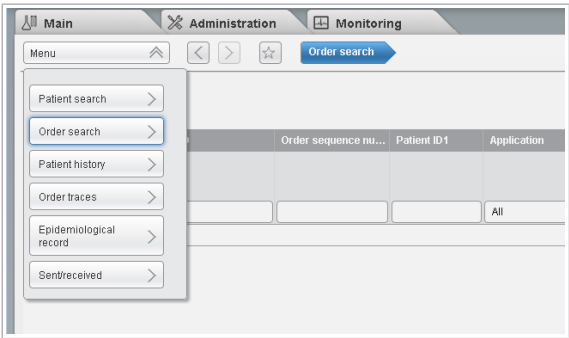 Main
Administration
Monitoring
Menu
Order search
Patient search
Order search
Order sequence nu...
Patient ID1
Application
Patient history
Order traces
All
Epidemiological
record
Sent/received